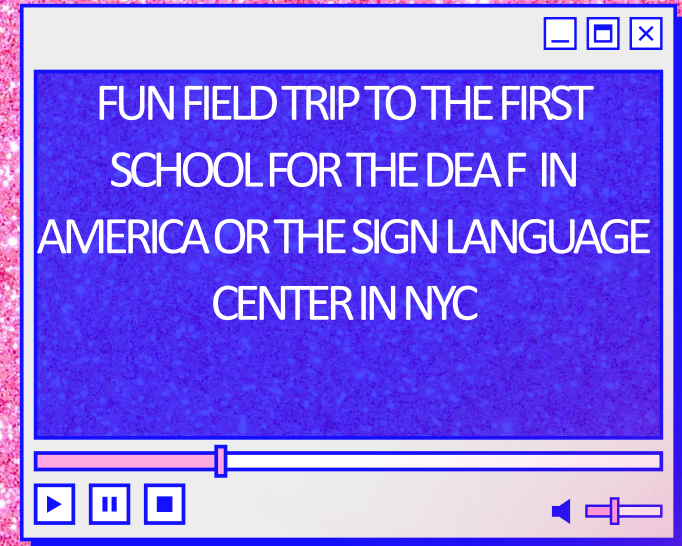 FUN FIELD TRIP TO THE FIRST
SCHOOL FOR THE DEA F IN
AMERICA OR THE SIGN LANGUAGE
CENTER IN NYC